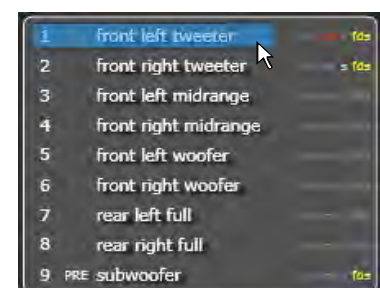 1 front left tweeter fds
2 front right tweeter s fds
3 front left midrange
4 front right midrange
5 front left woofer
6 front right woofer
7 rear left full
8 rear right full
9 PRE subwoofer fds